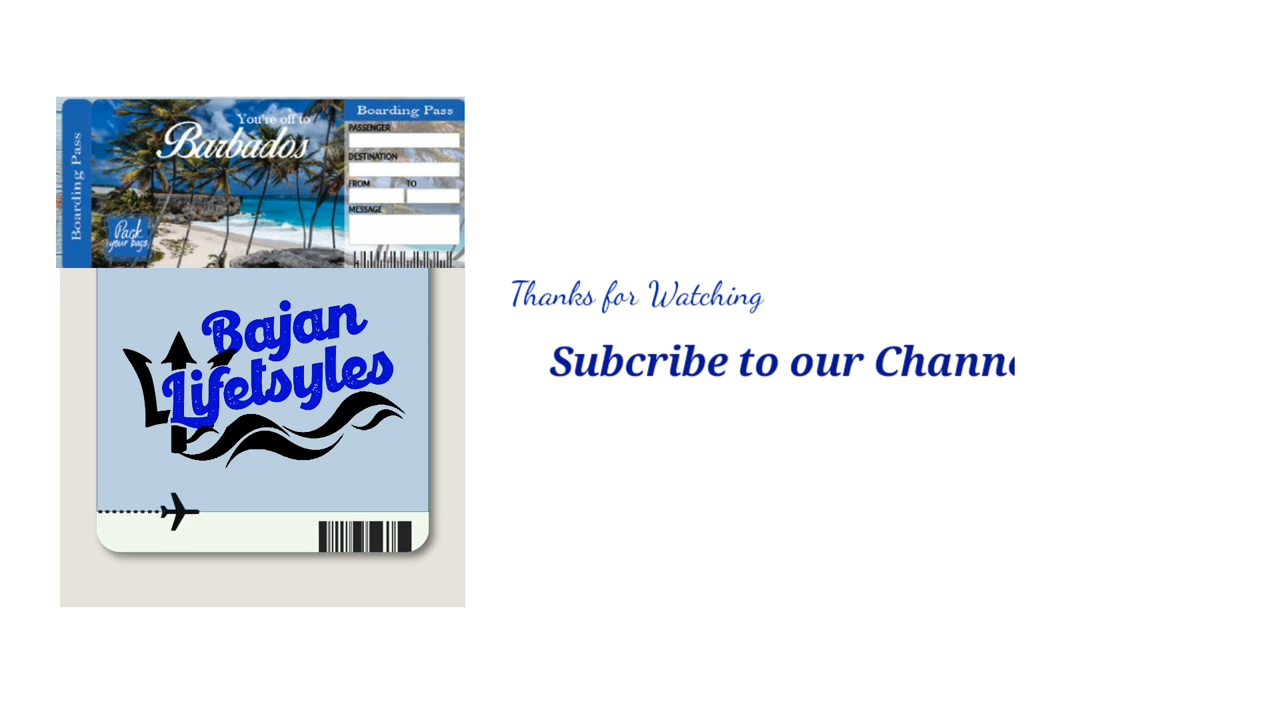 Boarding Pass
You're off to
Barbados
Pack
your bags
Boarding Pass
PASSENGER
DESTINATION
FROM TO
MESSAGE
Bajan
Lifetsyles
Thanks for Watching
Subcribe to our Channe